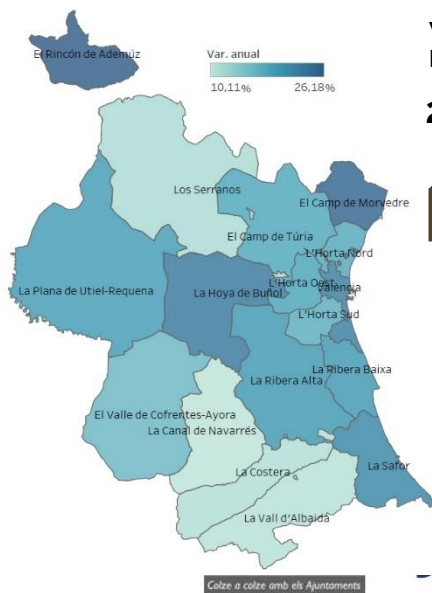 El Rincón de Ademúz
Var. anual
10,11%
26,18%
Los Serranos
El Camp de Morvedre
El Camp de Túria
L'Horta Nord
L'Horta Oest
València
La Plana de Utiel-Requena
La Hoya de Buñol
L'Horta Sud
La Ribera Baixa
La Ribera Alta
El Valle de Cofrentes-Ayora
La Canal de Navarrés
La Costera
La Safor
La Vall d'Albaida
Colze a colze amb els Ajuntaments